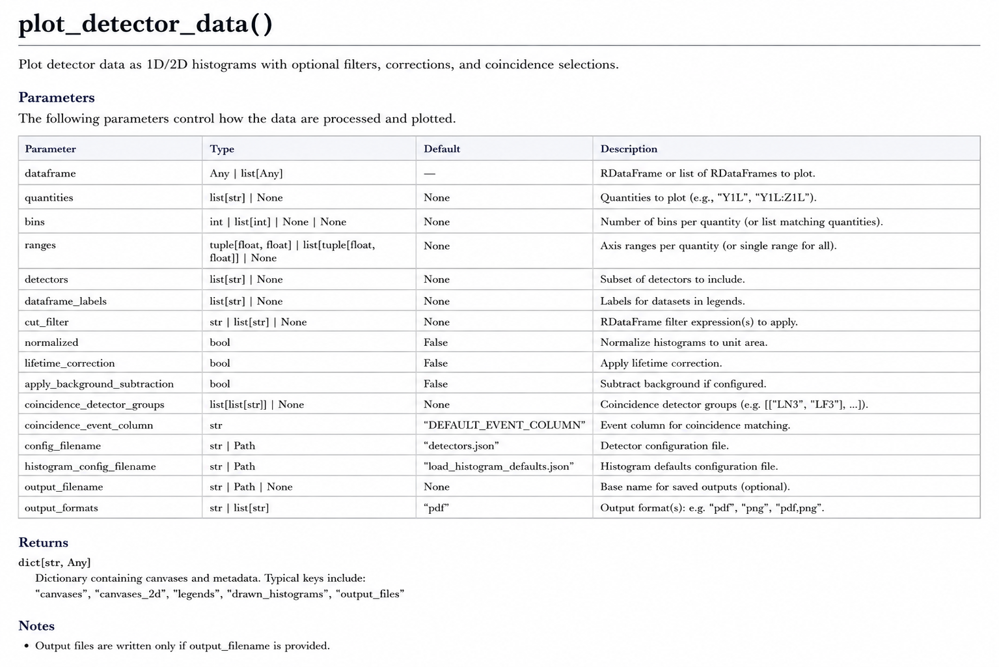 plot_detector_data()
Plot detector data as 1D/2D histograms with optional filters, corrections, and coincidence selections.
Parameters
The following parameters control how the data are processed and plotted.
Parameter Type Default Description
dataframe Any | list[Any] — RDataFrame or list of RDataFrames to plot.
quantities list[str] | None None Quantities to plot (e.g., "Y1L", "Y1L:Z1L").
bins int | list[int] | None | None None Number of bins per quantity (or list matching quantities).
ranges tuple[float, float] | list[tuple[float, None Axis ranges per quantity (or single range for all).
float]] | None
detectors list[str] | None None Subset of detectors to include.
dataframe_labels list[str] | None None Labels for datasets in legends.
cut_filter str | list[str] | None None RDataFrame filter expression(s) to apply.
normalized bool False Normalize histograms to unit area.
lifetime_correction bool False Apply lifetime correction.
apply_background_subtraction bool False Subtract background if configured.
coincidence_detector_groups list[list[str]] | None None Coincidence detector groups (e.g. [["LN3", "LF3"], ...]).
coincidence_event_column str "DEFAULT_EVENT_COLUMN" Event column for coincidence matching.
config_filename str | Path "detectors.json" Detector configuration file.
histogram_config_filename str | Path "load_histogram_defaults.json" Histogram defaults configuration file.
output_filename str | Path | None None Base name for saved outputs (optional).
output_formats str | list[str] "pdf" Output format(s): e.g. "pdf", "png", "pdf,png".
Returns
dict[str, Any]
Dictionary containing canvases and metadata. Typical keys include:
"canvases", "canvases_2d", "legends", "drawn_histograms", "output_files"
Notes
• Output files are written only if output_filename is provided.